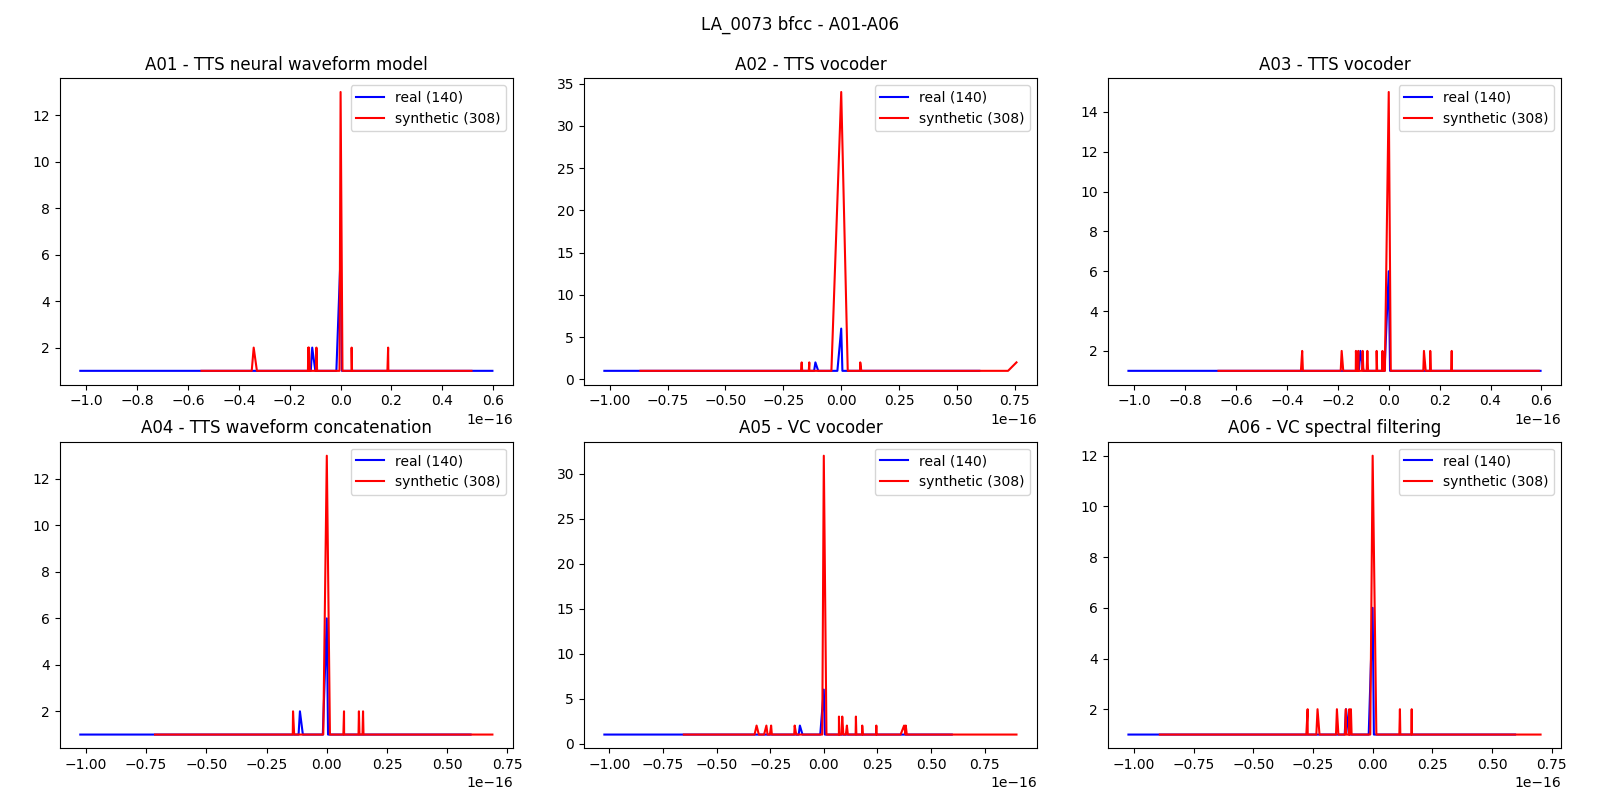 LA_0073 bfcc - A01-A06
A01 - TTS neural waveform model
real (140)
synthetic (308)
12
10
8
6
4
2
−1.0 −0.8 −0.6 −0.4 −0.2 0.0 0.2 0.4 0.6
1e−16
A02 - TTS vocoder
real (140)
synthetic (308)
35
30
25
20
15
10
5
0
−1.00 −0.75 −0.50 −0.25 0.00 0.25 0.50 0.75
1e−16
A03 - TTS vocoder
real (140)
synthetic (308)
14
12
10
8
6
4
2
−1.0 −0.8 −0.6 −0.4 −0.2 0.0 0.2 0.4 0.6
1e−16
A04 - TTS waveform concatenation
real (140)
synthetic (308)
12
10
8
6
4
2
−1.00 −0.75 −0.50 −0.25 0.00 0.25 0.50 0.75
1e−16
A05 - VC vocoder
real (140)
synthetic (308)
30
25
20
15
10
5
0
−1.00 −0.75 −0.50 −0.25 0.00 0.25 0.50 0.75
1e−16
A06 - VC spectral filtering
real (140)
synthetic (308)
12
10
8
6
4
2
−1.00 −0.75 −0.50 −0.25 0.00 0.25 0.50 0.75
1e−16